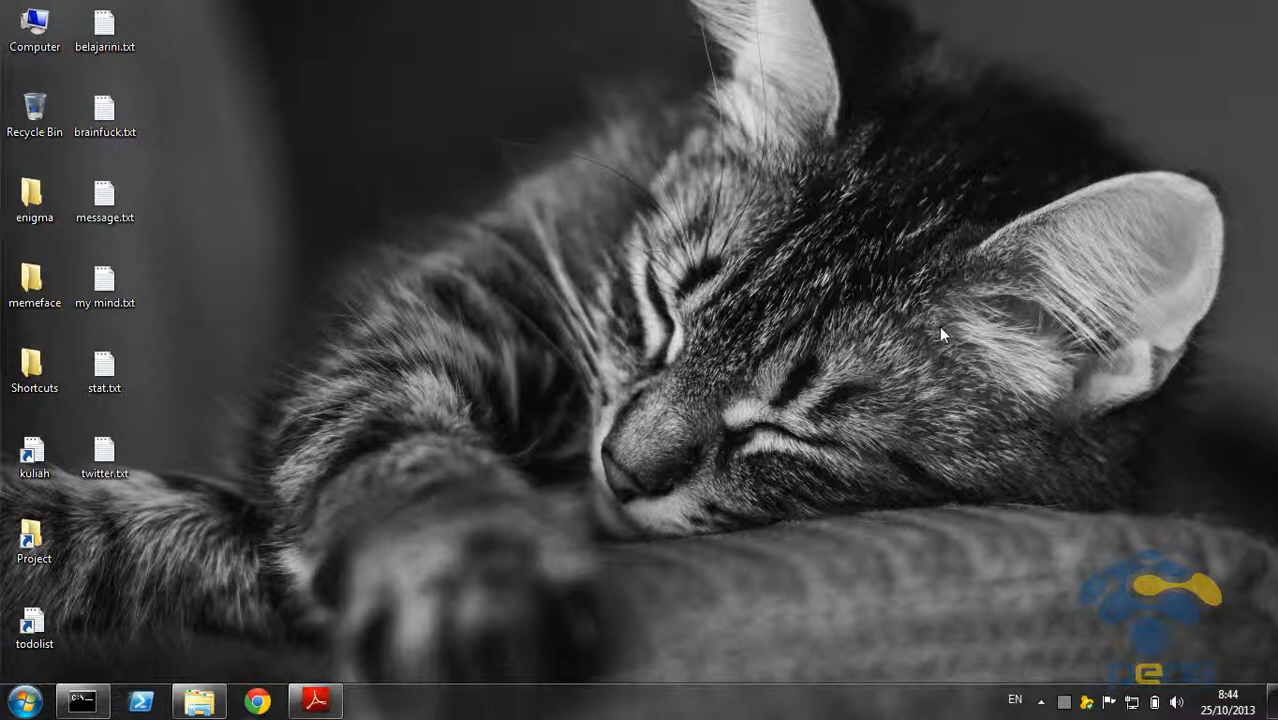 Computer
belajarini.txt
Recycle Bin
brainfuck.txt
enigma
message.txt
memeface
my mind.txt
Shortcuts
stat.txt
kuliah
twitter.txt
Project
todolist
C:\
EN
8:44
25/10/2013